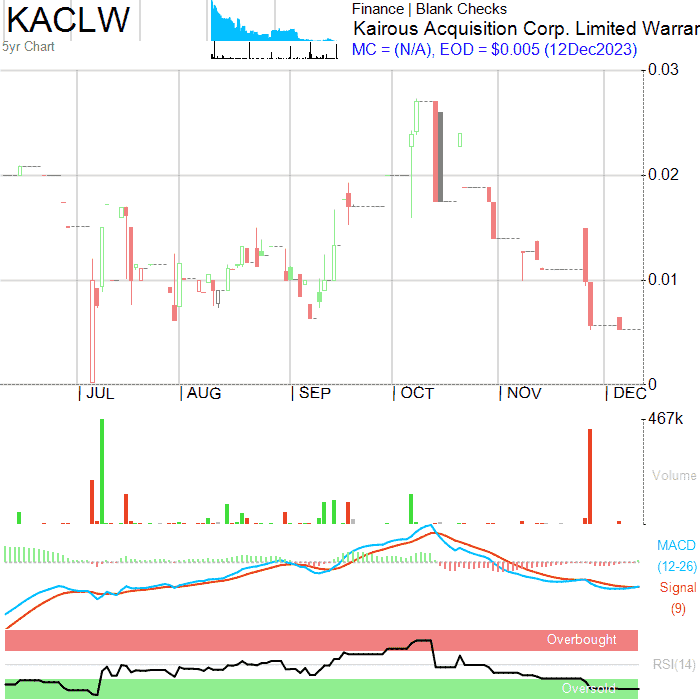 KACLW
5yr Chart
Finance | Blank Checks
Kairous Acquisition Corp. Limited Warrar
MC = (N/A), EOD = $0.005 (12Dec2023)
0.03
0.02
0.01
0
JUL AUG SEP OCT NOV DEC
467k
Volume
MACD
(12-26)
Signal
(9)
Overbought
RSI(14)
Oversold